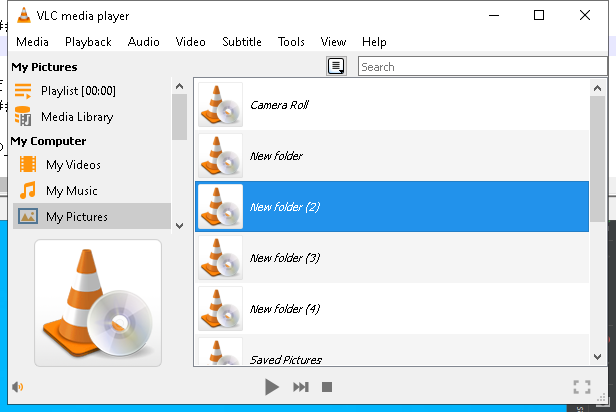 VLC media player
Media Playback Audio Video Subtitle Tools View Help
My Pictures
Search
Playlist [00:00]
Media Library
My Computer
My Videos
My Music
My Pictures
Camera Roll
New folder
New folder (2)
New folder (3)
New folder (4)
Saved Pictures